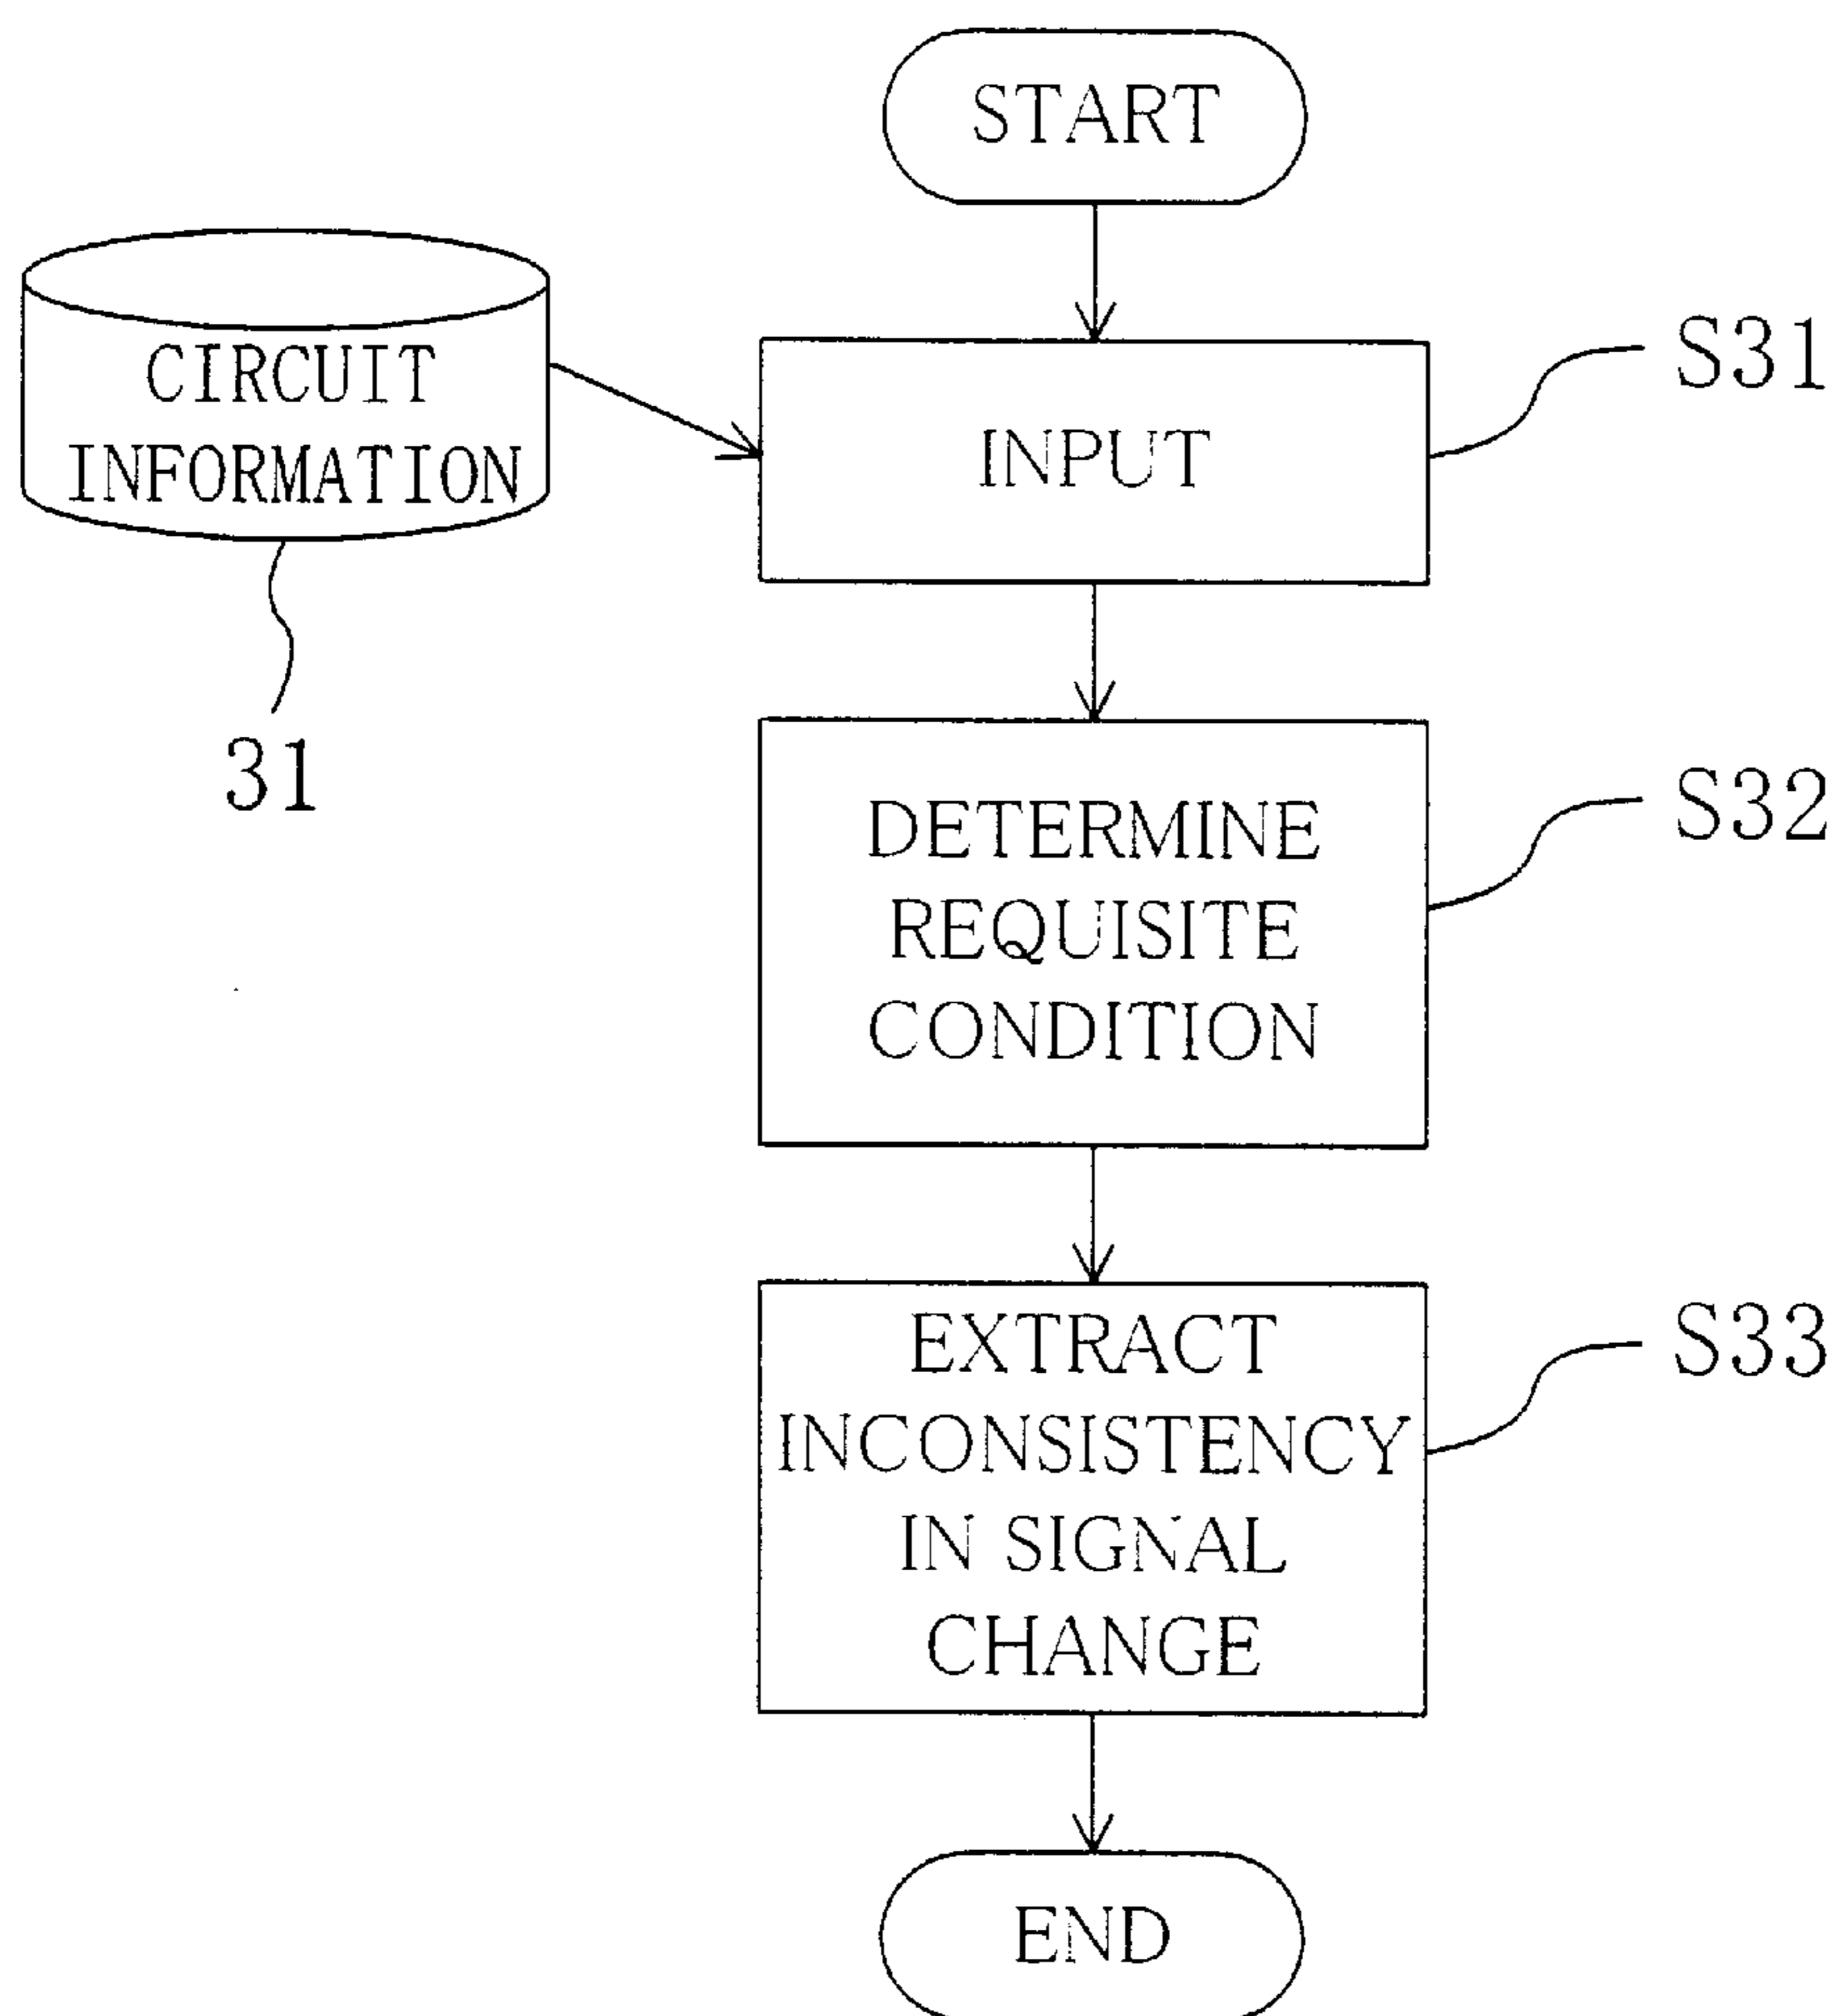 START
CIRCUIT
INFORMATION
31
INPUT
S31
DETERMINE
REQUISITE
CONDITION
S32
EXTRACT
INCONSISTENCY
IN SIGNAL
CHANGE
S33
END